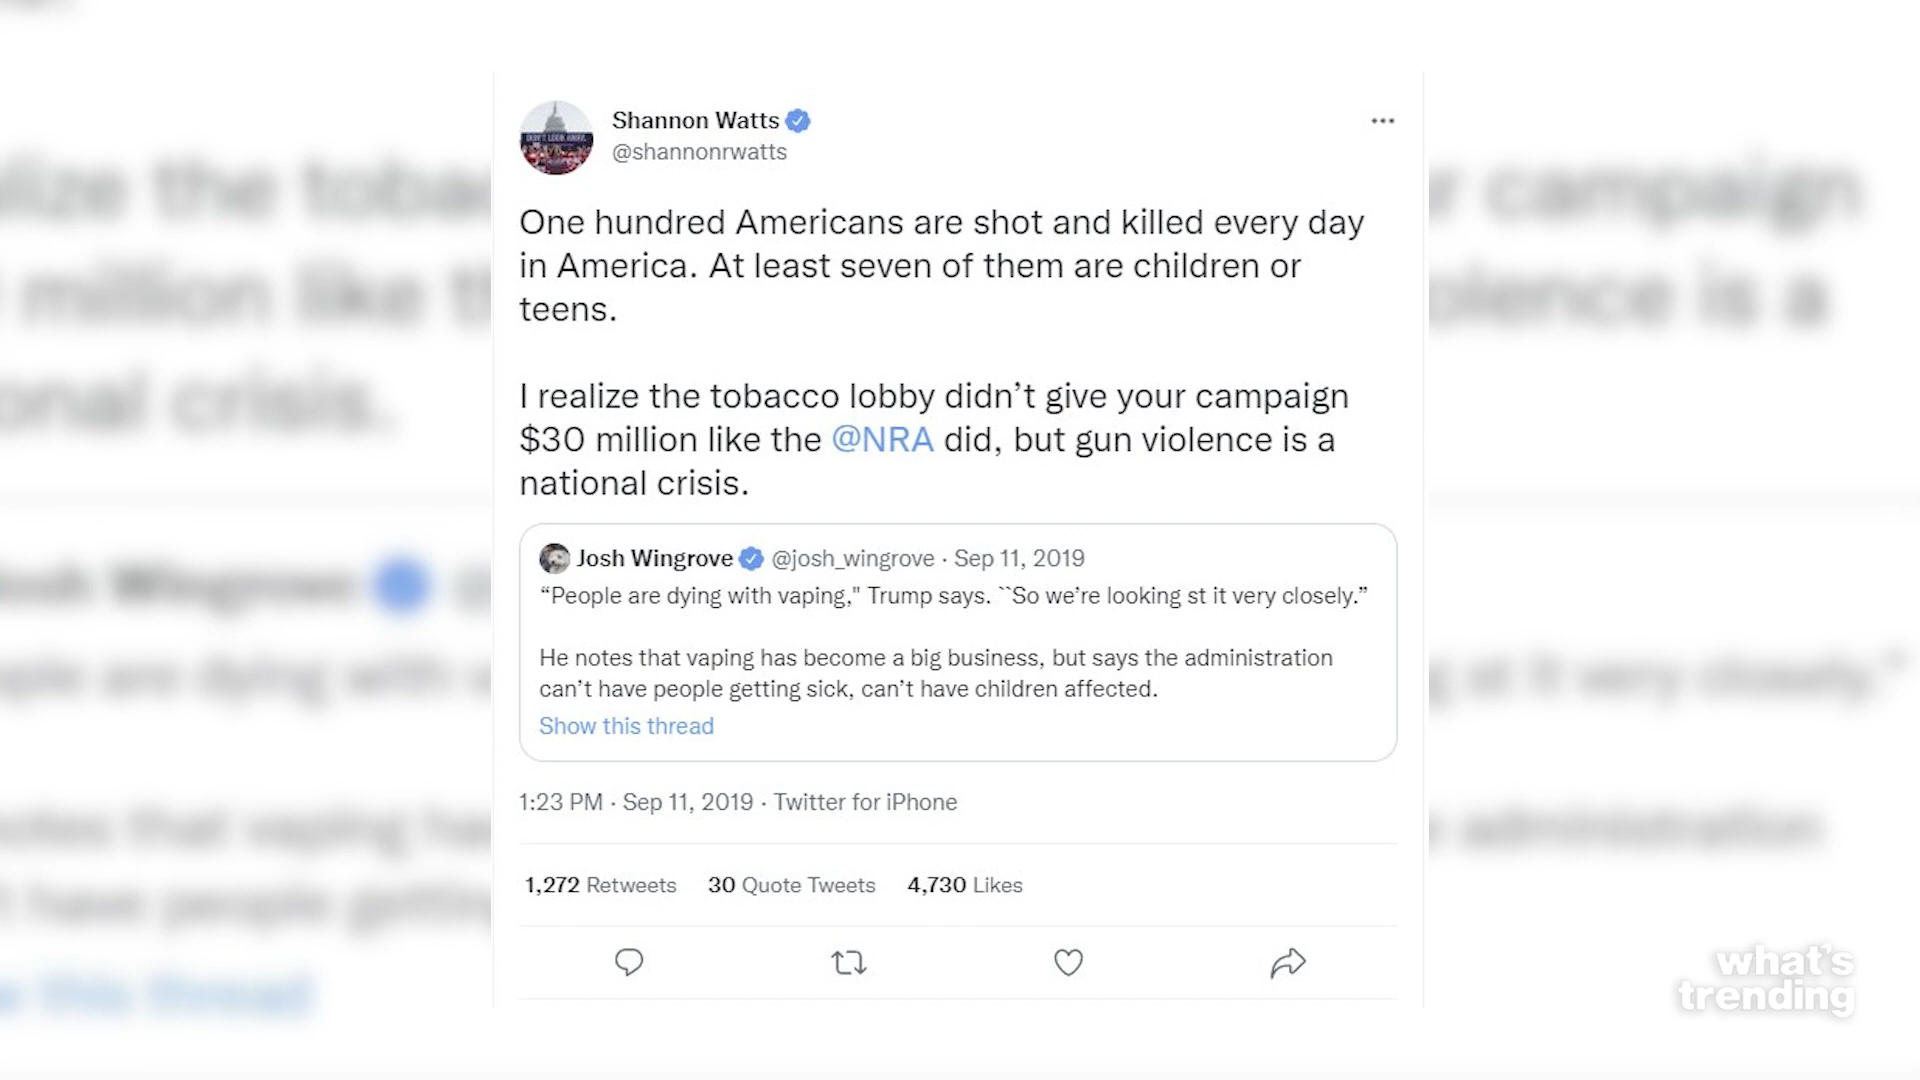 Shannon Watts
@shannonrwatts
One hundred Americans are shot and killed every day
in America. At least seven of them are children or
teens.
I realize the tobacco lobby didn’t give your campaign
$30 million like the @NRA did, but gun violence is a
national crisis.
Josh Wingrove @josh_wingrove · Sep 11, 2019
“People are dying with vaping," Trump says. ``So we’re looking st it very closely.”
He notes that vaping has become a big business, but says the administration
can’t have people getting sick, can’t have children affected.
Show this thread
1:23 PM · Sep 11, 2019 · Twitter for iPhone
1,272 Retweets 30 Quote Tweets 4,730 Likes
what's
trending